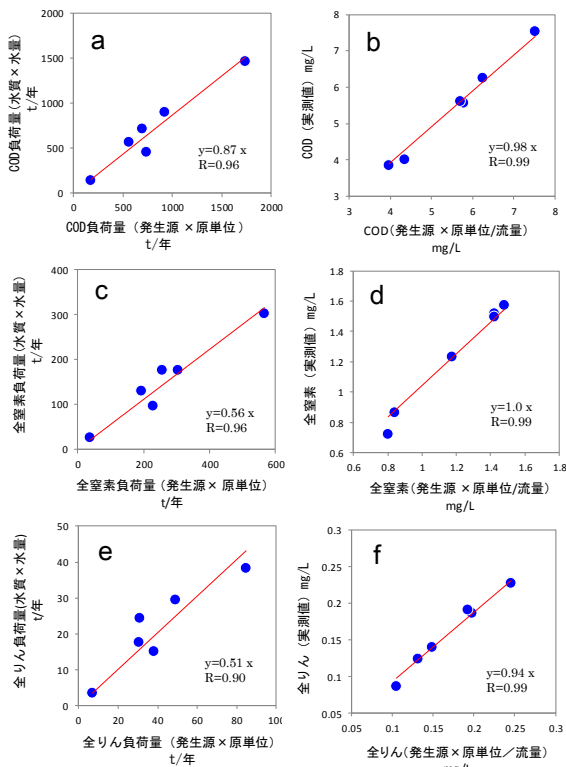 a
COD負荷量(水質×水量)
t/年
2000
1500
1000
500
0
0 500 1000 1500 2000
y=0.87 x
R=0.96
COD負荷量（発生源×原単位）
t/年
b
COD（実測値）mg/L
8
7
6
5
4
3
3 4 5 6 7 8
y=0.98 x
R=0.99
COD(発生源×原単位/流量)
mg/L
c
全窒素負荷量(水質×水量)
t/年
400
300
200
100
0
0 200 400 600
y=0.56 x
R=0.96
全窒素負荷量（発生源×原単位）
t/年
d
全窒素（実測値）mg/L
1.8
1.6
1.4
1.2
1
0.8
0.6
0.6 0.8 1 1.2 1.4 1.6
y=1.0 x
R=0.99
全窒素(発生源×原単位/流量)
mg/L
e
全りん負荷量(水質×水量)
t/年
50
40
30
20
10
0
0 20 40 60 80 100
y=0.51 x
R=0.90
全りん負荷量（発生源×原単位）
t/年
f
全りん（実測値）mg/L
0.3
0.25
0.2
0.15
0.1
0.05
0.05 0.1 0.15 0.2 0.25 0.3
y=0.94 x
R=0.99
全りん(発生源×原単位／流量)